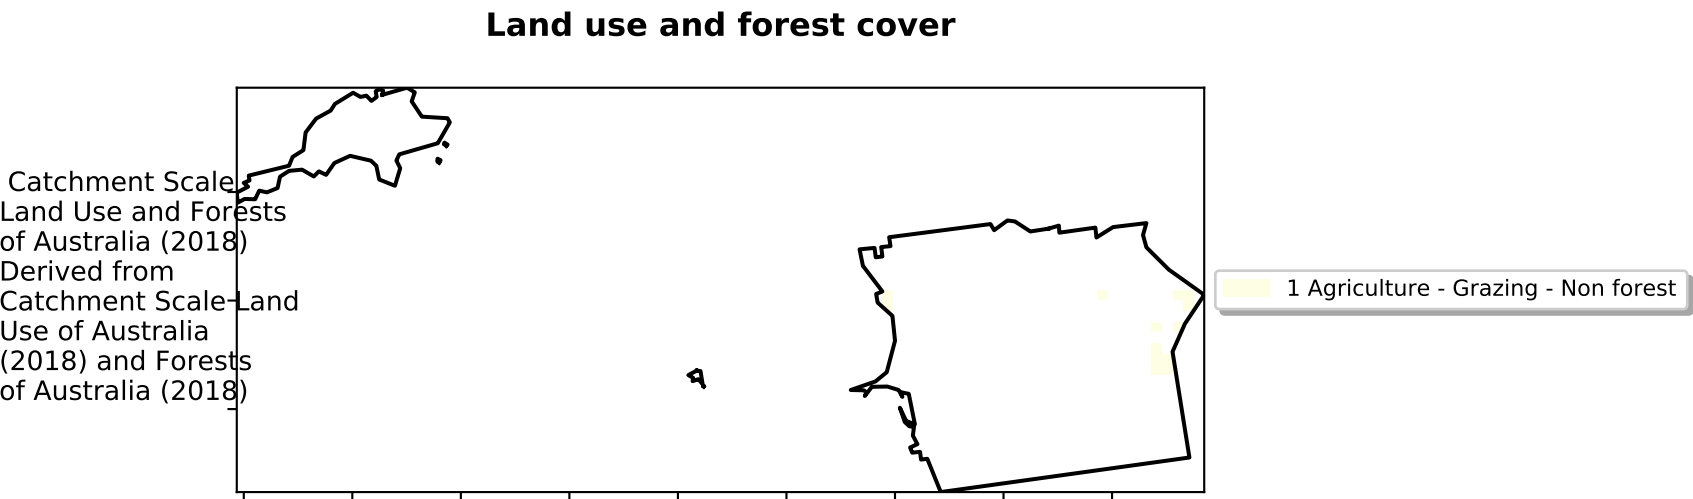 Land use and forest cover
Catchment Scale
Land Use and Forests
of Australia (2018)
Derived from
Catchment Scale Land
Use of Australia
(2018) and Forests
of Australia (2018)
1 Agriculture - Grazing - Non forest